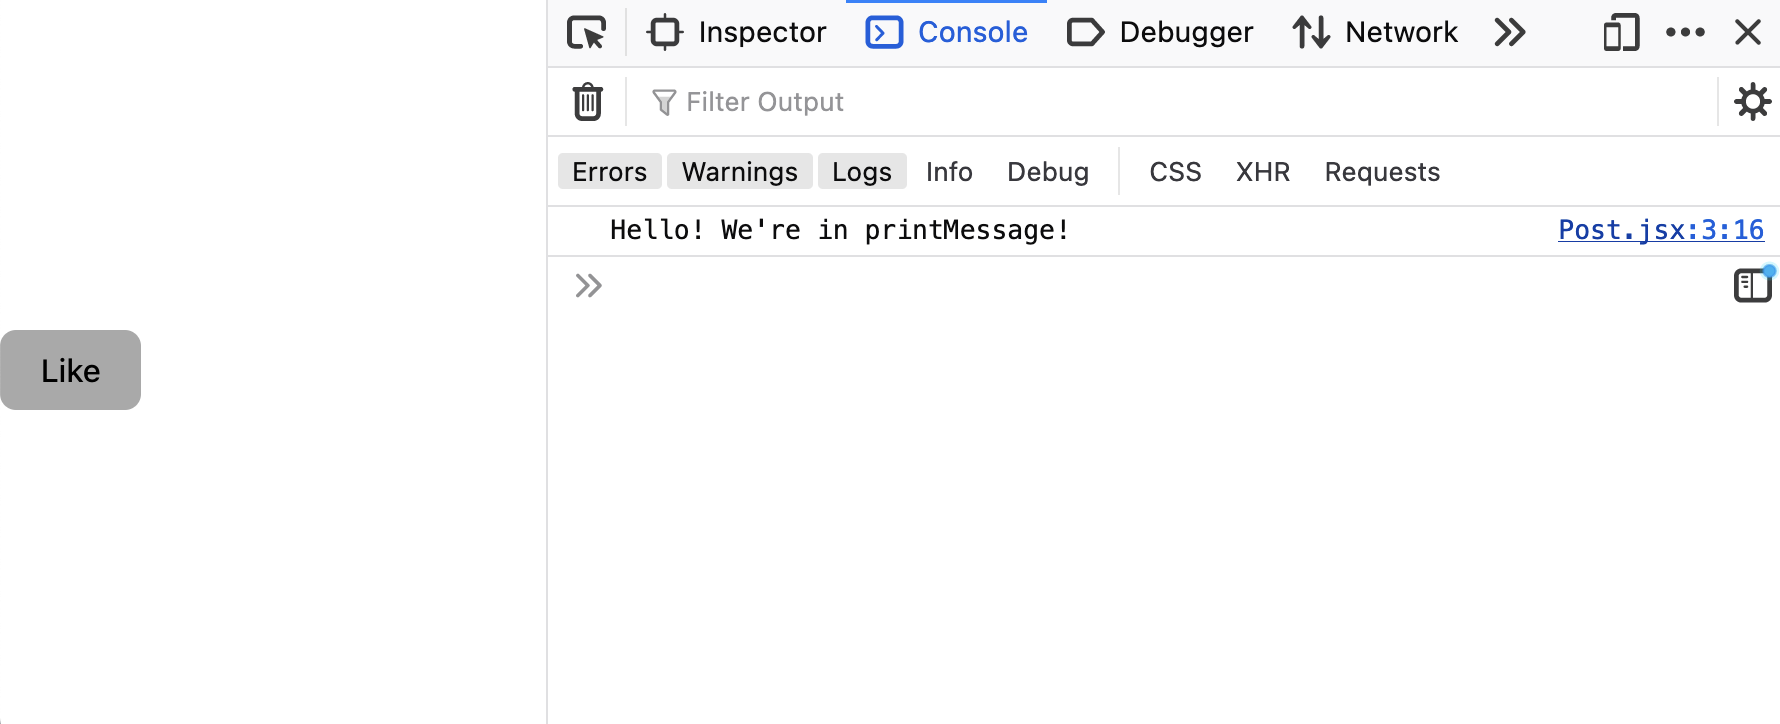 Inspector Console Debugger Network
Filter Output
Errors Warnings Logs Info Debug CSS XHR Requests
Hello! We're in printMessage! Post.jsx:3:16
Like